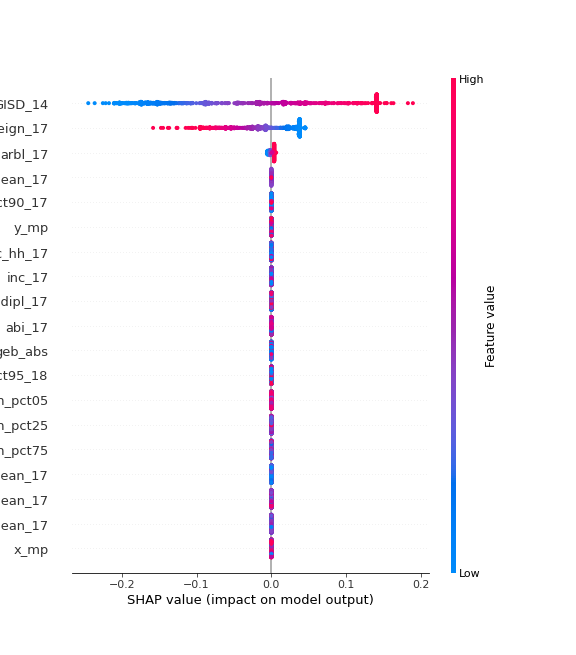 High
GISD_14
eign_17
arbl_17
ean_17
ct90_17
y_mp
t_hh_17
inc_17
dipl_17
abi_17
geb_abs
ct95_18
n_pct05
n_pct25
n_pct75
ean_17
ean_17
ean_17
x_mp
Feature value
Low
−0.2 −0.1 0.0 0.1 0.2
SHAP value (impact on model output)